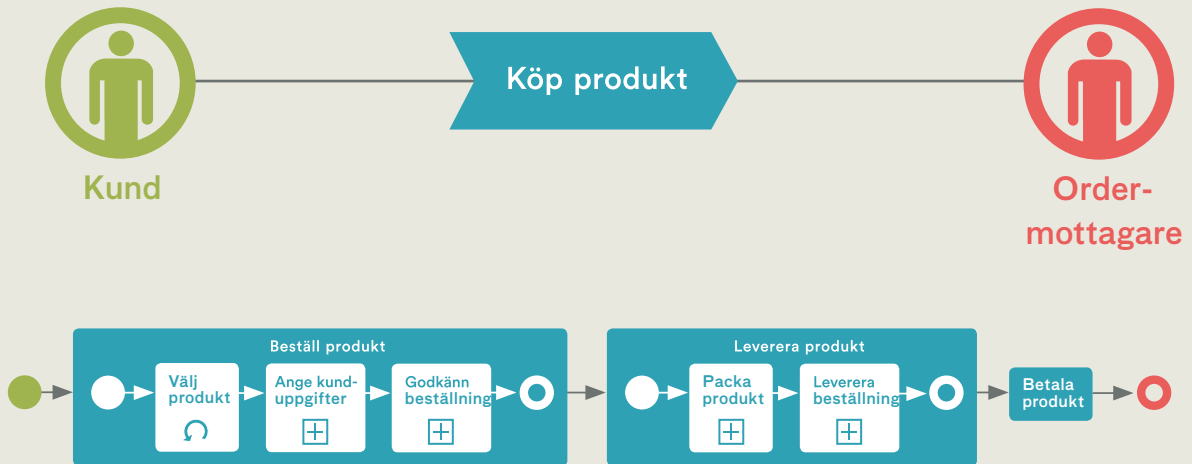 Köp produkt
Kund
Order-
mottagare
Beställ produkt
Välj
produkt
Ange kund-
uppgifter
Godkänn
beställning
Leverera produkt
Packa
produkt
Leverera
beställning
Betala
produkt